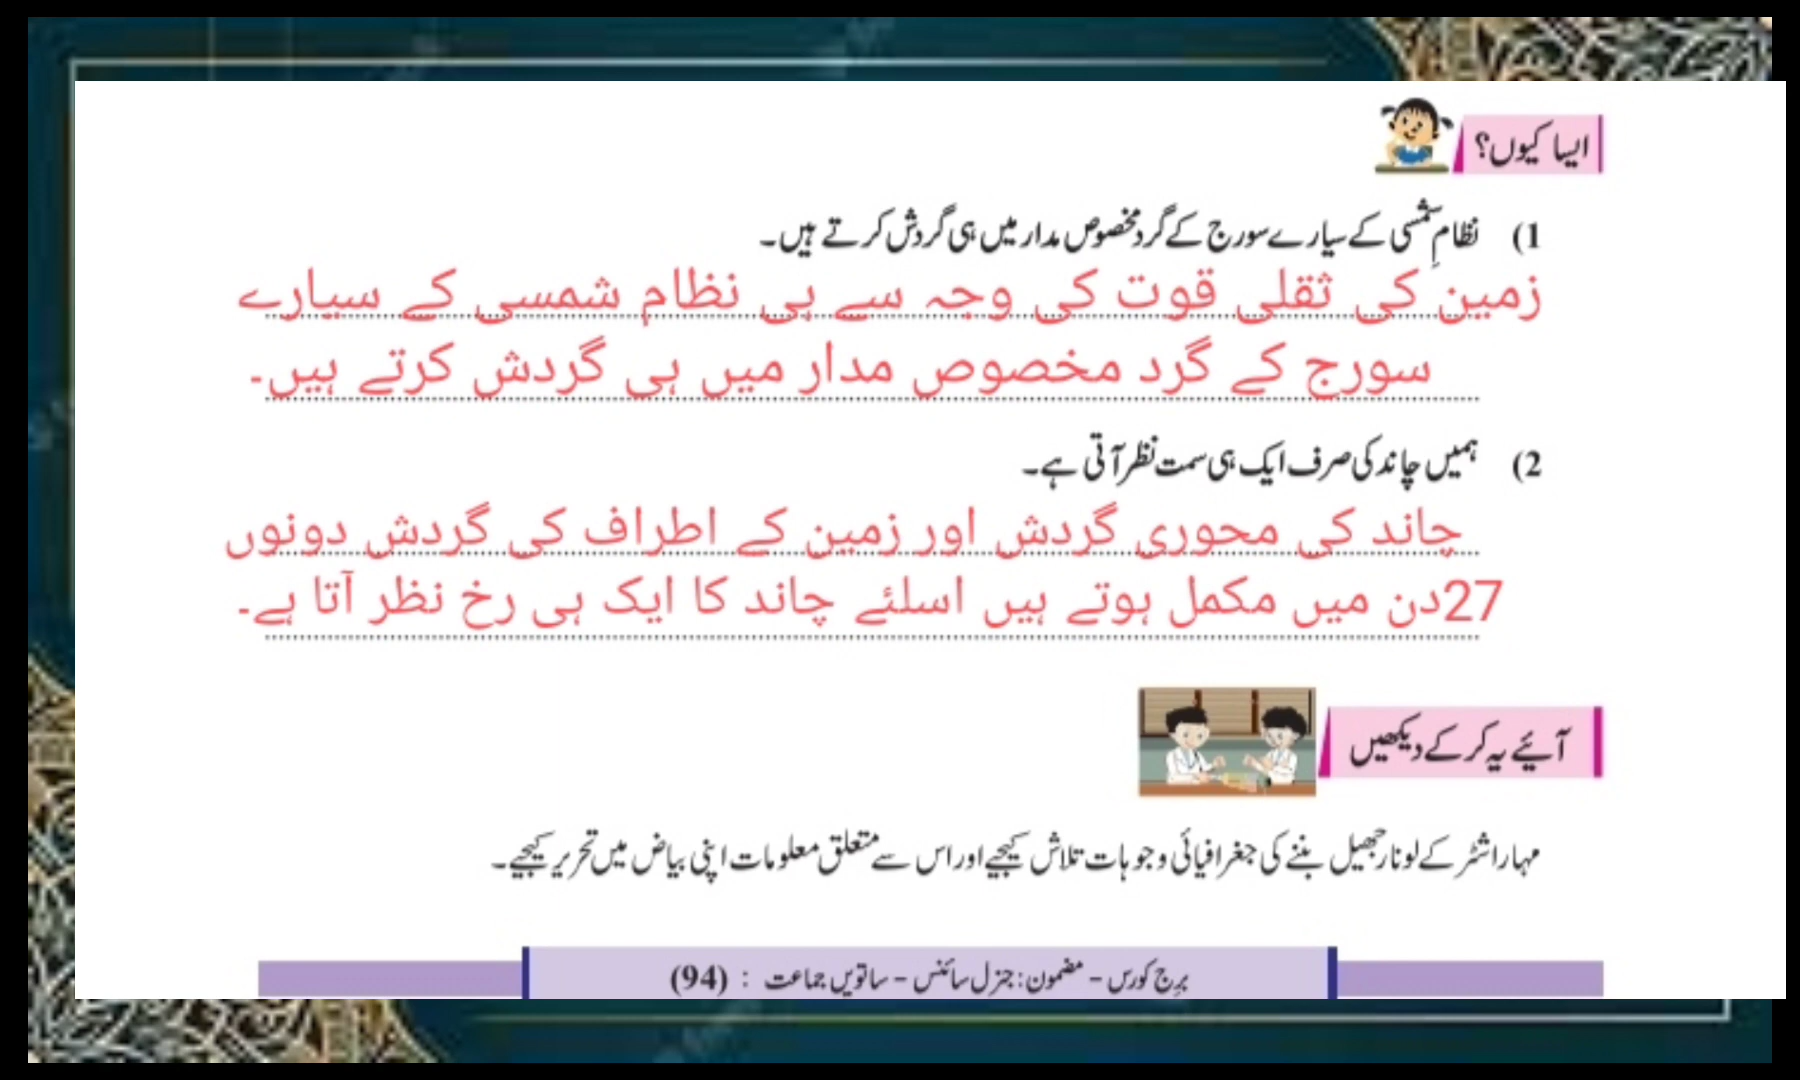 ایسا کیوں؟
1) نظامِ شمسی کے سیارے سورج کے گرد مخصوص مدار میں ہی گردش کرتے ہیں۔
زمین کی ثقلی قوت کی وجہ سے ہی نظام شمسی کے سیارے
سورج کے گرد مخصوص مدار میں ہی گردش کرتے ہیں۔
2) ہمیں چاند کی صرف ایک ہی سمت نظر آتی ہے۔
چاند کی محوری گردش اور زمین کے اطراف کی گردش دونوں
27دن میں مکمل ہوتے ہیں اسلئے چاند کا ایک ہی رخ نظر آتا ہے۔
آئیے یہ کر کے دیکھیں
مہاراشٹر کے لونار جھیل بننے کی جغرافیائی وجوہات تلاش کیجیے اور اس سے متعلق معلومات اپنی بیاض میں تحریر کیجیے۔
برج کورس - مضمون: جنرل سائنس - ساتویں جماعت : (94)